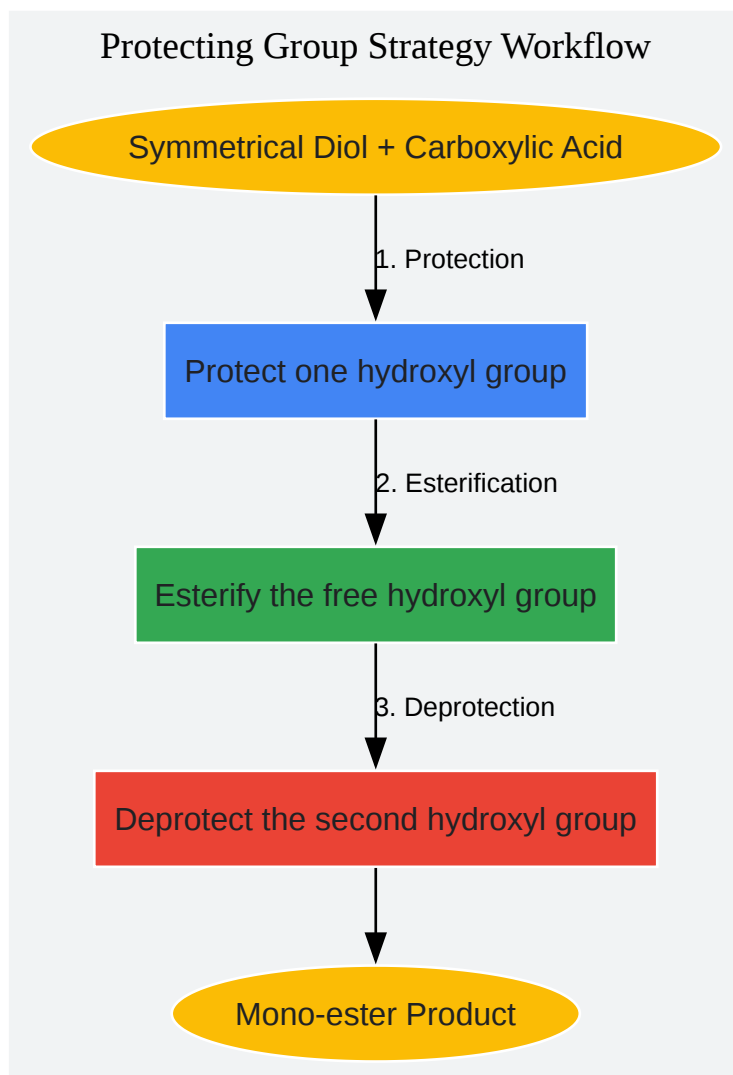 Protecting Group Strategy Workflow
Symmetrical Diol + Carboxylic Acid
1. Protection
Protect one hydroxyl group
2. Esterification
Esterify the free hydroxyl group
3. Deprotection
Deprotect the second hydroxyl group
Mono-ester Product